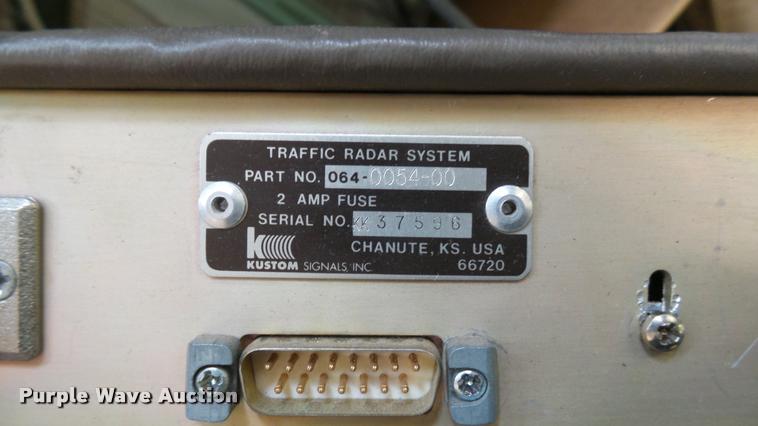 TRAFFIC RADAR SYSTEM
PART NO. 064-0054-00
2 AMP FUSE
SERIAL NO. KK37596
CHANUTE, KS. USA
66720
KUSTOM SIGNALS, INC
Purple Wave Auction